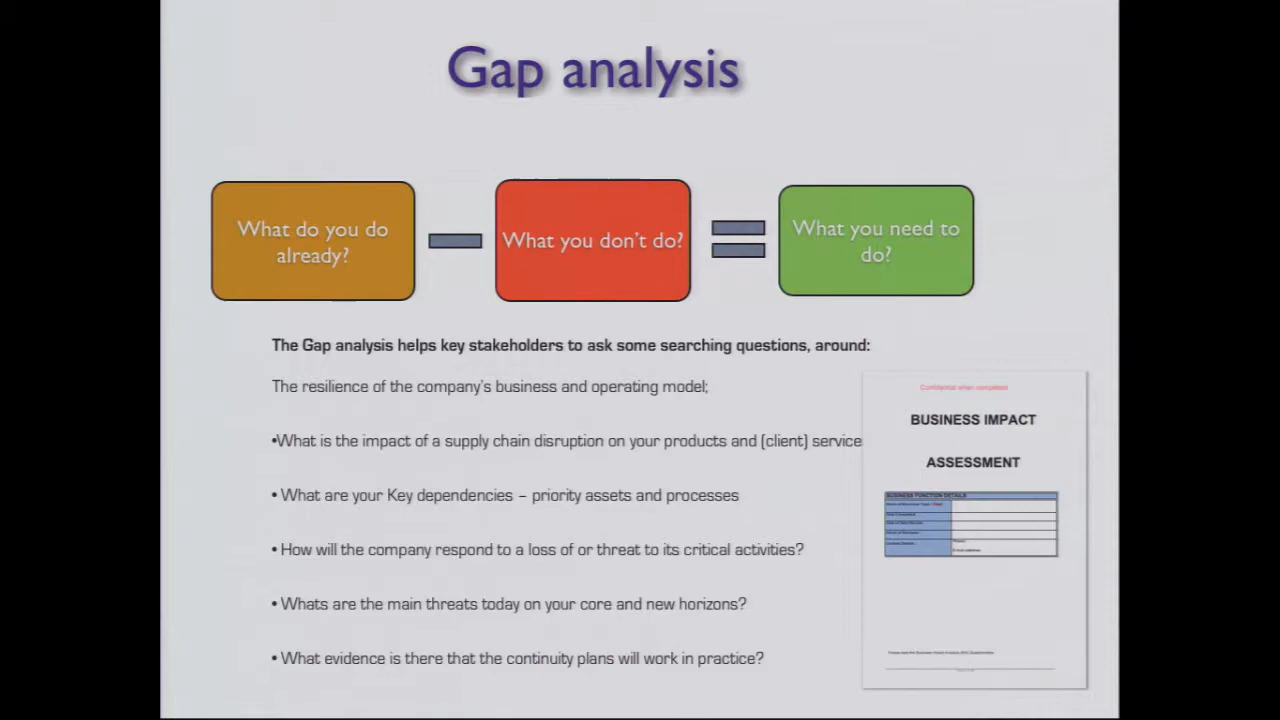 Gap analysis
What do you do
already?
What you don't do?
What you need to
do?
The Gap analysis helps key stakeholders to ask some searching questions, around:
The resilience of the company's business and operating model;
•What is the impact of a supply chain disruption on your products and (client) service
• What are your Key dependencies – priority assets and processes
• How will the company respond to a loss of or threat to its critical activities?
• Whats are the main threats today on your core and new horizons?
• What evidence is there that the continuity plans will work in practice?
Confidential when completed
BUSINESS IMPACT
ASSESSMENT
BUSINESS FUNCTION DETAILS